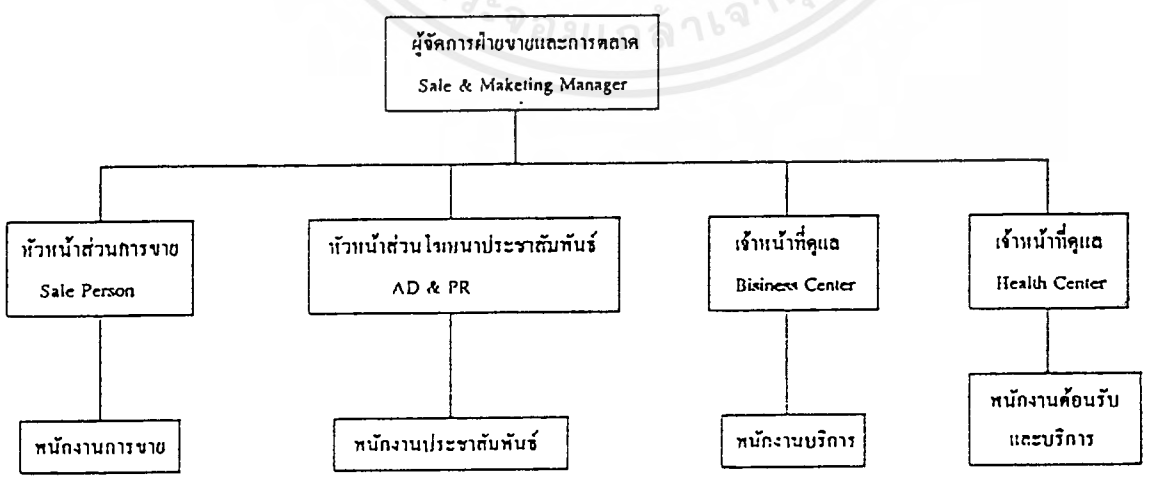 ผู้จัดการฝ่ายขายและการตลาด
Sale & Maketing Manager
หัวหน้าส่วนการขาย
Sale Person
หัวหน้าส่วนโฆษณาประชาสัมพันธ์
AD & PR
เจ้าหน้าที่ดูแล
Bisiness Center
เจ้าหน้าที่ดูแล
Health Center
พนักงานการขาย
พนักงานประชาสัมพันธ์
พนักงานบริการ
พนักงานต้อนรับ
และบริการ